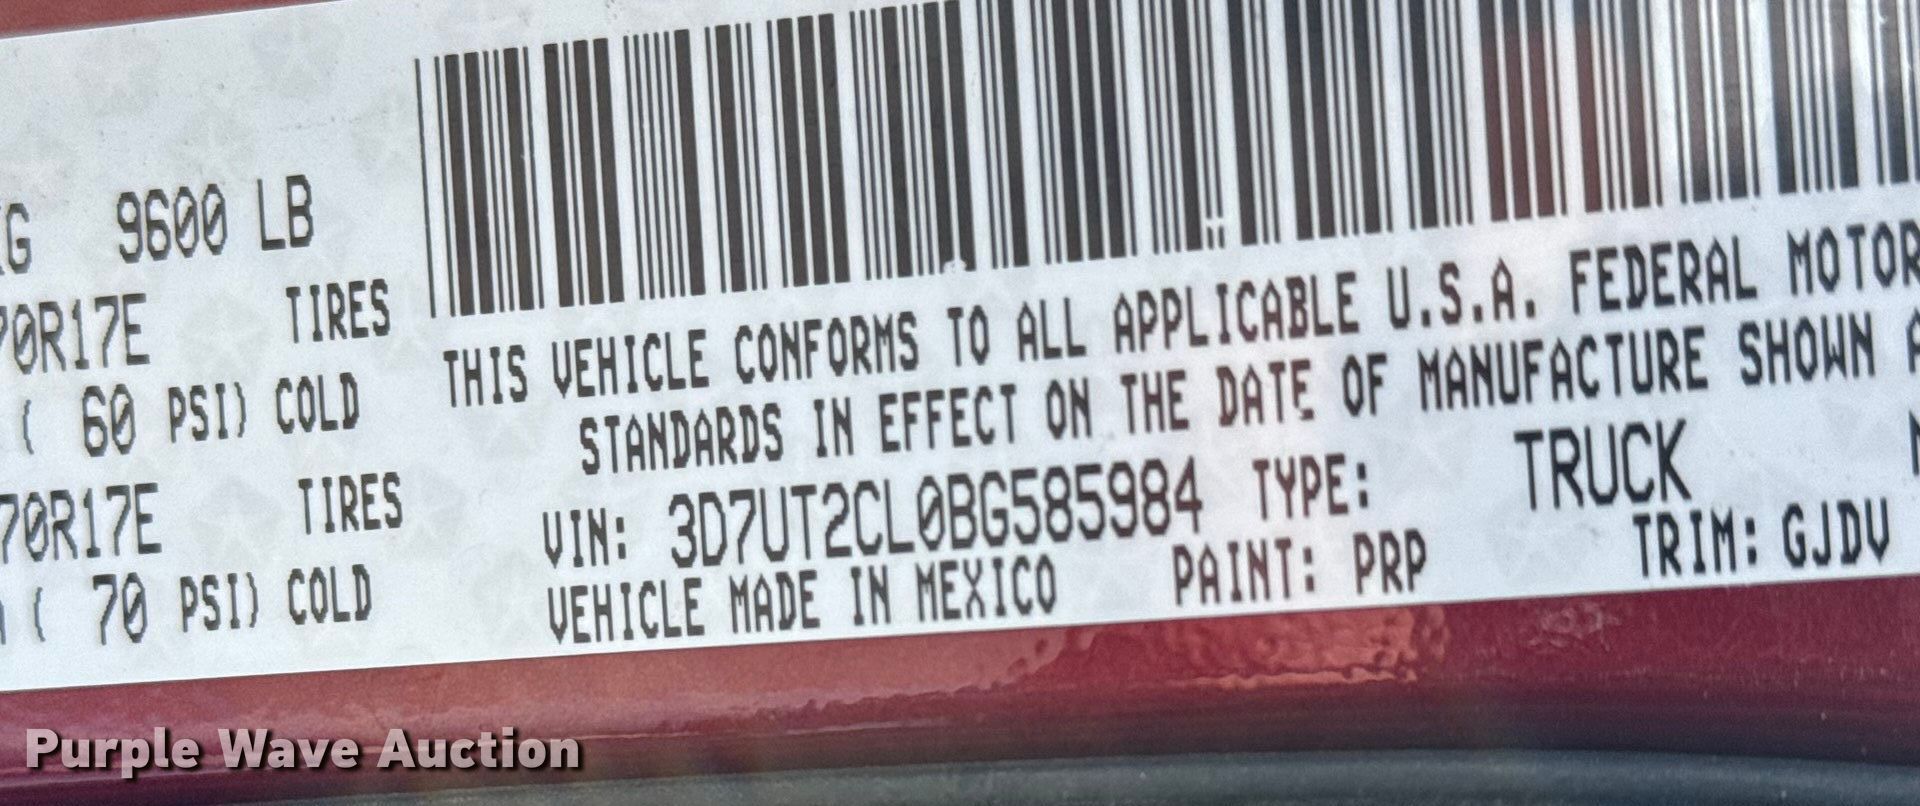 G 9600 LB
70R17E TIRES
( 60 PSI) COLD
70R17E TIRES
( 70 PSI) COLD
THIS VEHICLE CONFORMS TO ALL APPLICABLE U.S.A. FEDERAL MOTOR
STANDARDS IN EFFECT ON THE DATE OF MANUFACTURE SHOWN
VIN: 3D7UT2CL0BG585984 TYPE: TRUCK
VEHICLE MADE IN MEXICO PAINT: PRP TRIM: GJDV
Purple Wave Auction